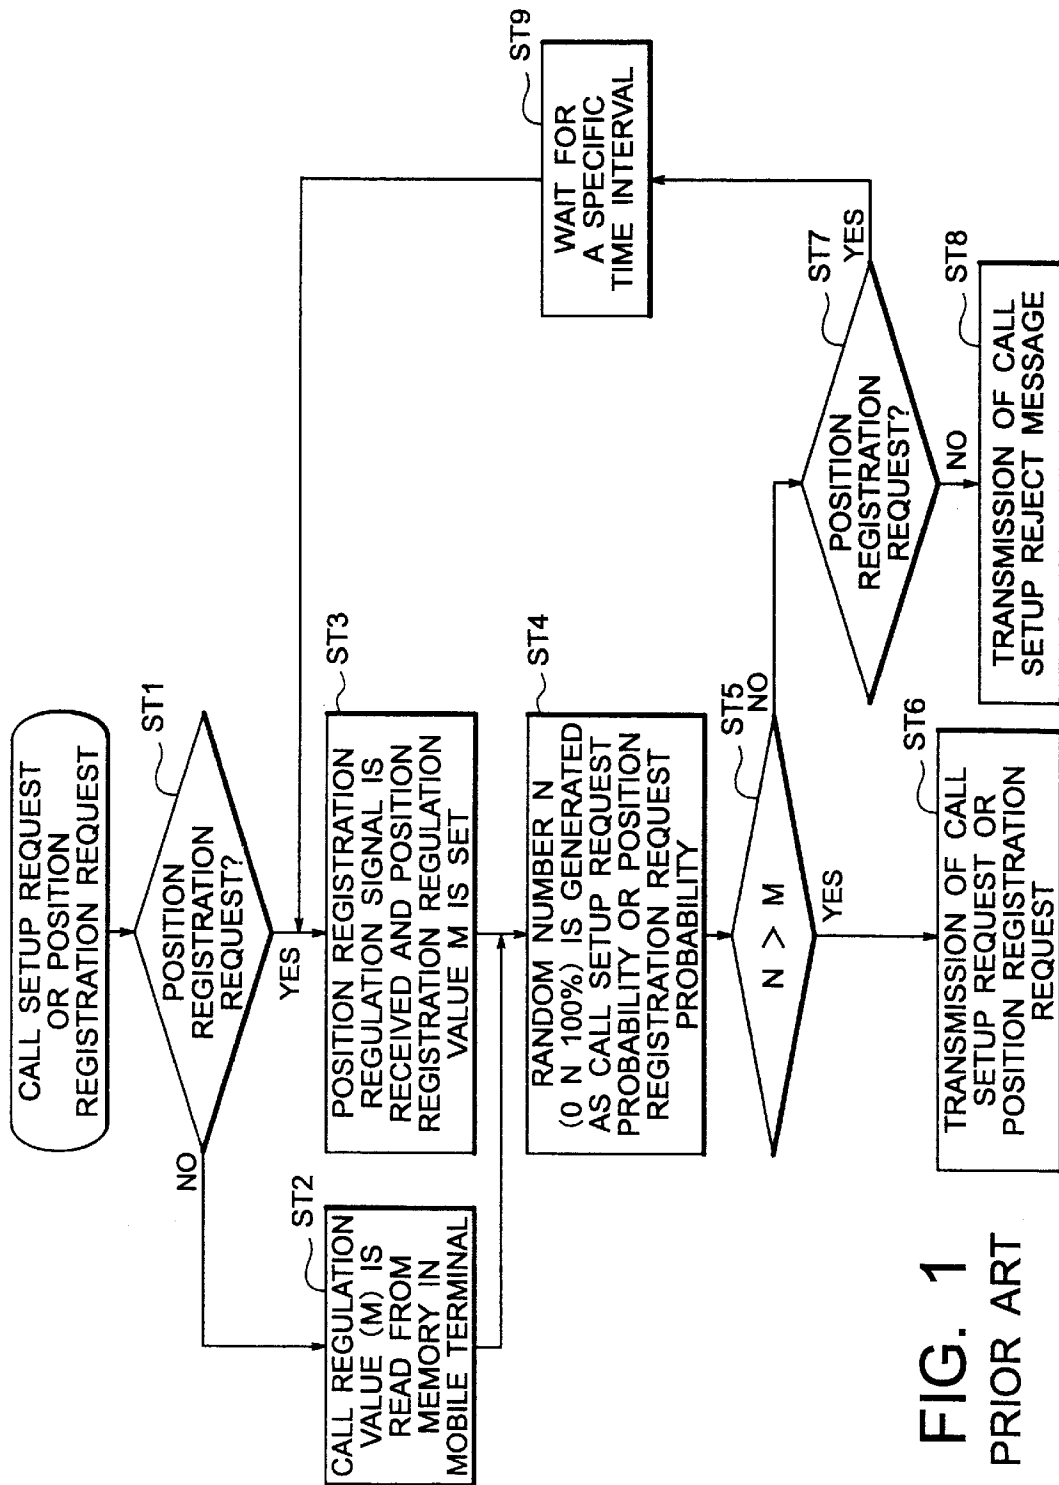 CALL SETUP REQUEST
OR POSITION
REGISTRATION REQUEST
ST1
POSITION
REGISTRATION
REQUEST?
NO
YES
ST2
CALL REGULATION
VALUE (M) IS
READ FROM
MEMORY IN
MOBILE TERMINAL
ST3
POSITION REGISTRATION
REGULATION SIGNAL IS
RECEIVED AND POSITION
REGISTRATION REGULATION
VALUE M IS SET
ST4
RANDOM NUMBER N
(0 N 100%) IS GENERATED
AS CALL SETUP REQUEST
PROBABILITY OR POSITION
REGISTRATION REQUEST
PROBABILITY
ST5
N > M
NO
YES
ST6
TRANSMISSION OF CALL
SETUP REQUEST OR
POSITION REGISTRATION
REQUEST
ST7
POSITION
REGISTRATION
REQUEST?
YES
NO
ST8
TRANSMISSION OF CALL
SETUP REJECT MESSAGE
ST9
WAIT FOR
A SPECIFIC
TIME INTERVAL
FIG. 1
PRIOR ART